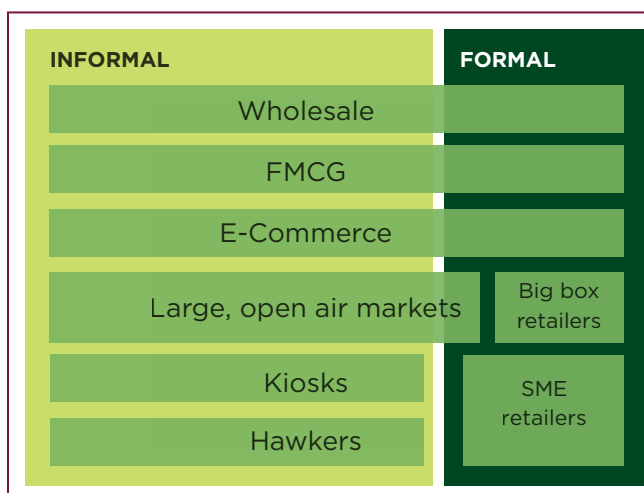 INFORMAL
FORMAL
Wholesale
FMCG
E-Commerce
Large, open air markets
Big box
retailers
Kiosks
SME
retailers
Hawkers